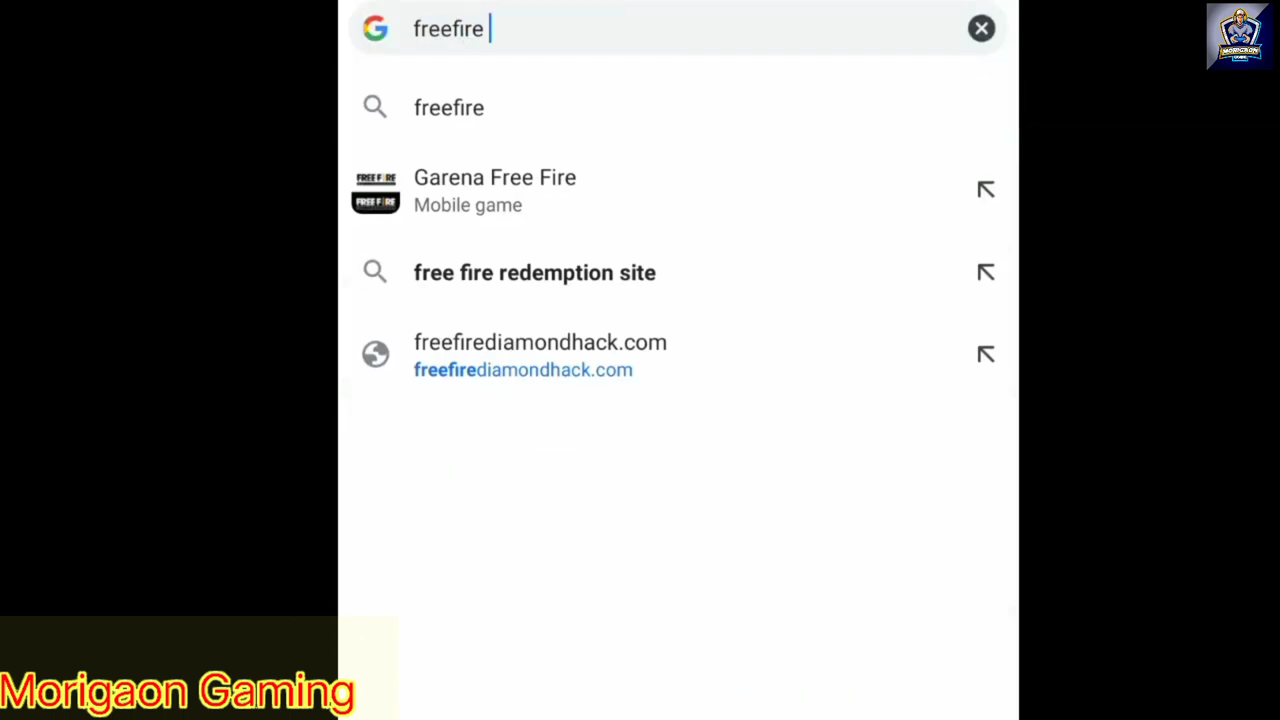 freefire
freefire
Garena Free Fire
Mobile game
FREE FIRE
FREE FIRE
free fire redemption site
freefirediamondhack.com
freefirediamondhack.com
Morigaon Gaming
MORIGAON